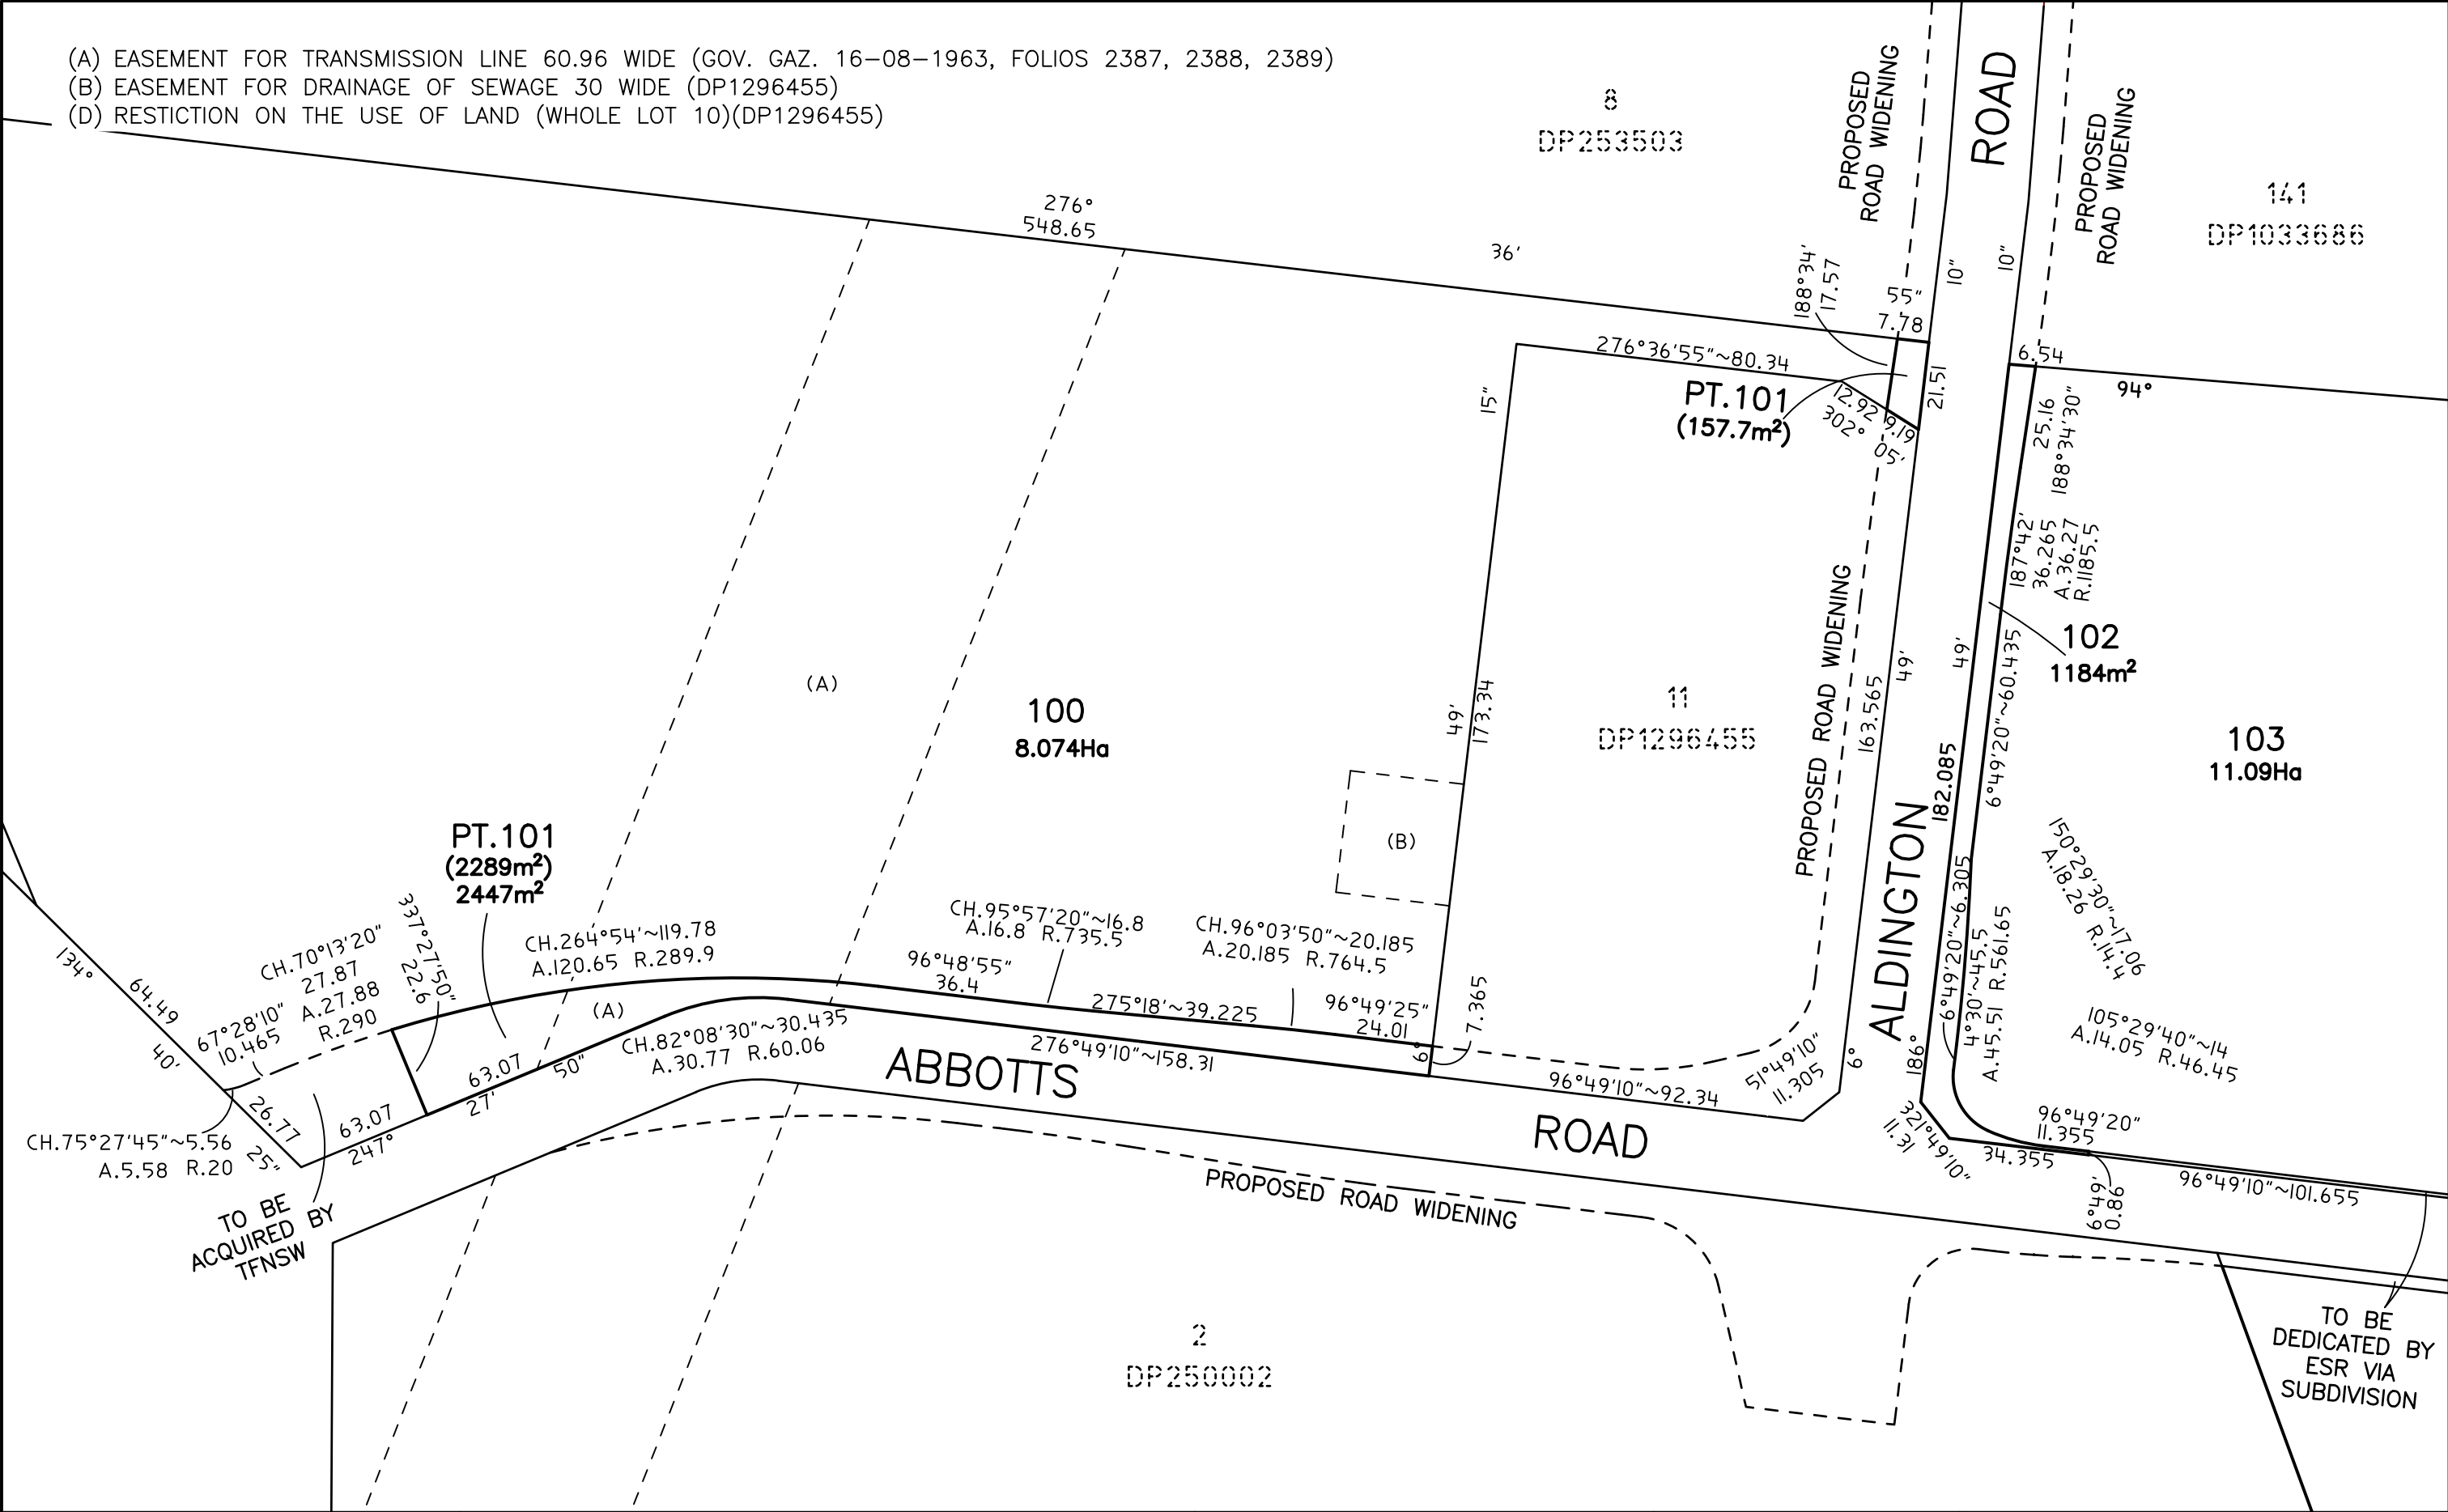 (A) EASEMENT FOR TRANSMISSION LINE 60.96 WIDE (GOV. GAZ. 16-08-1963, FOLIOS 2387, 2388, 2389)
(B) EASEMENT FOR DRAINAGE OF SEWAGE 30 WIDE (DP1296455)
(D) RESTICTION ON THE USE OF LAND (WHOLE LOT 10)(DP1296455)
8
DP253503
PROPOSED
ROAD WIDENING
ROAD
PROPOSED
ROAD WIDENING
141
DP1033686
276°
548.65
36'
55"
7.78
188°34'
17.57
10"
10"
276°36'55"~80.34
PT.101
(157.7m²)
12.92
302°
9.19
05'
21.51
6.54
94°
15"
25.16
188°34'30"
187°42'
36.265
A.36.27
R.1185.5
102
1184m²
(A)
100
8.074Ha
49'
173.34
11
DP1296455
PROPOSED ROAD WIDENING
163.565
49'
49'
182.085
6°49'20"~60.435
103
11.09Ha
(B)
PT.101
(2289m²)
2447m²
134°
64.49
40'
CH.70°13'20"
27.87
A.27.88
R.290
67°28'10"
10.465
337°27'50"
22.6
CH.264°54'~119.78
A.120.65 R.289.9
(A)
96°48'55"
36.4
CH.95°57'20"~16.8
A.16.8 R.735.5
CH.96°03'50"~20.185
A.20.185 R.764.5
275°18'~39.225
96°49'25"
24.01
6°
7.365
CH.82°08'30"~30.435
A.30.77 R.60.06
276°49'10"~158.31
63.07
27'
50"
26.77
25"
63.07
247°
CH.75°27'45"~5.56
A.5.58 R.20
TO BE
ACQUIRED BY
TFNSW
ABBOTTS
ROAD
96°49'10"~92.34
51°49'10"
11.305
6°
ALDINGTON
186°
6°49'20"~6.305
4°30'~45.5
A.45.51 R.561.65
150°29'30"~17.06
A.18.26 R.14.4
105°29'40"~14
A.14.05 R.46.45
321°49'10"
11.31
96°49'20"
11.355
34.355
6°49'
0.86
96°49'10"~101.655
PROPOSED ROAD WIDENING
2
DP250002
TO BE
DEDICATED BY
ESR VIA
SUBDIVISION